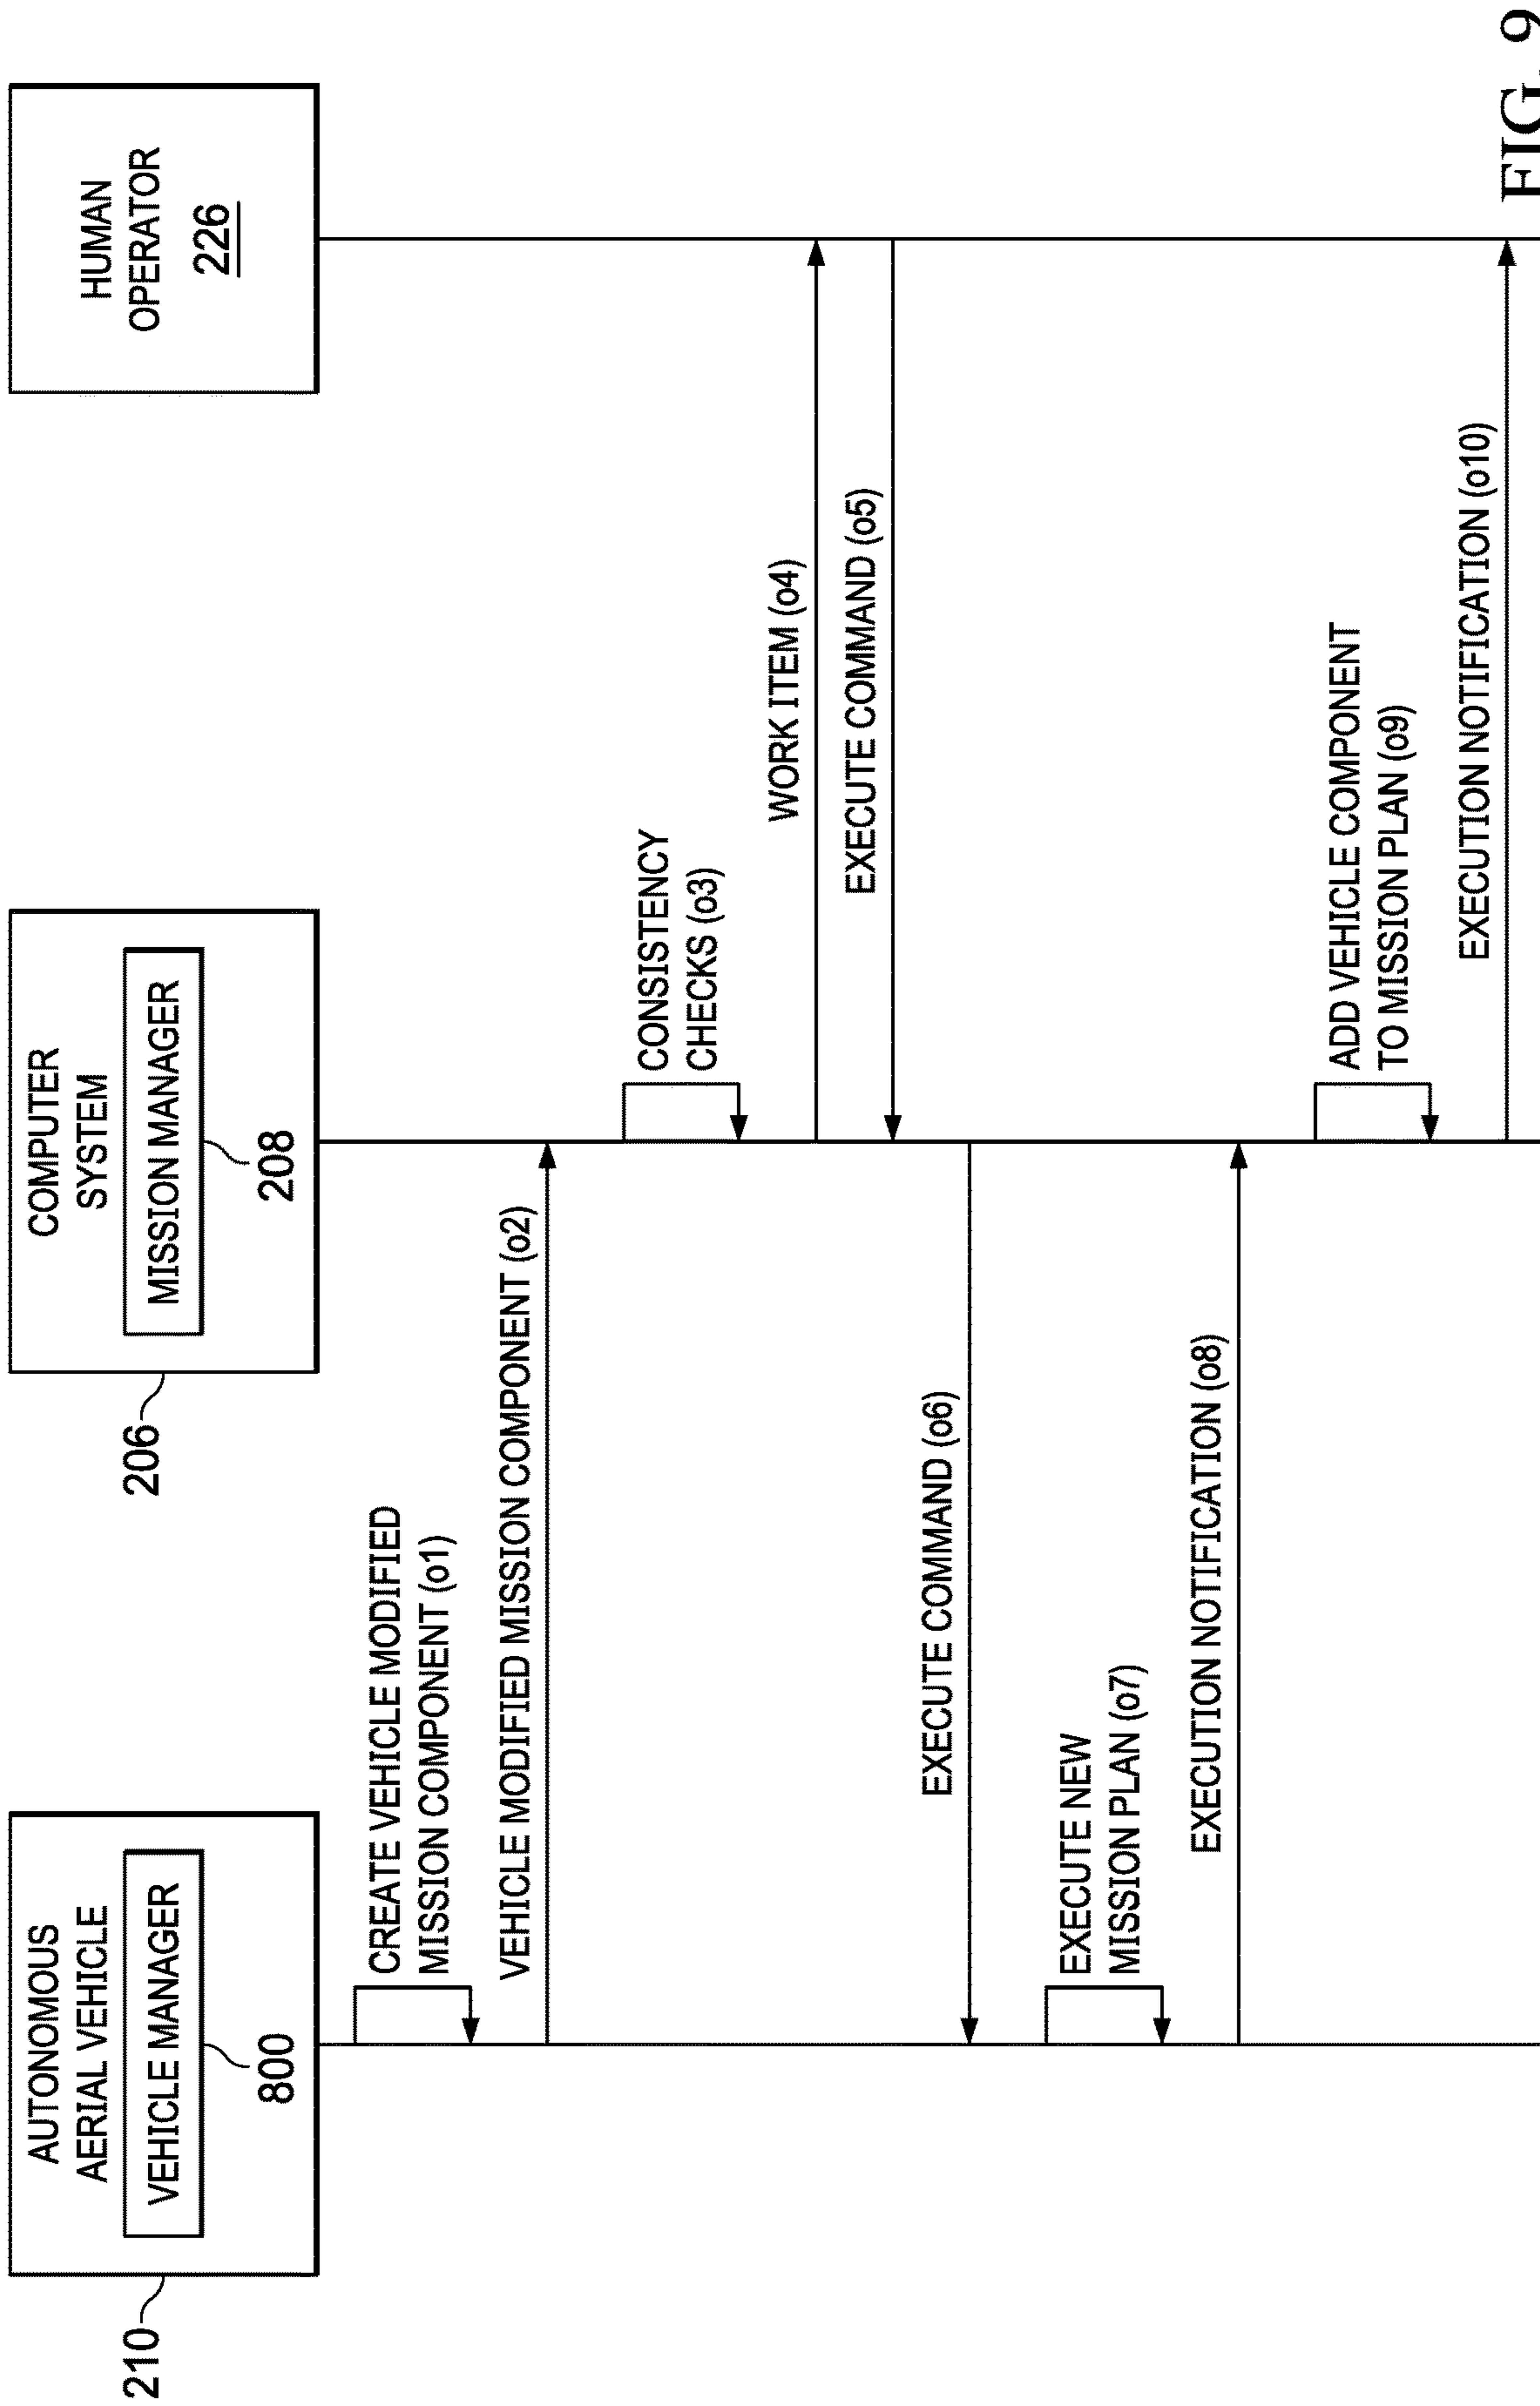 AUTONOMOUS
AERIAL VEHICLE
VEHICLE MANAGER
800
210
COMPUTER
SYSTEM
MISSION MANAGER
208
206
HUMAN
OPERATOR
226
CREATE VEHICLE MODIFIED
MISSION COMPONENT (o1)
VEHICLE MODIFIED MISSION COMPONENT (o2)
CONSISTENCY
CHECKS (o3)
WORK ITEM (o4)
EXECUTE COMMAND (o5)
EXECUTE COMMAND (o6)
EXECUTE NEW
MISSION PLAN (o7)
EXECUTION NOTIFICATION (o8)
ADD VEHICLE COMPONENT
TO MISSION PLAN (o9)
EXECUTION NOTIFICATION (o10)
FIG. 9